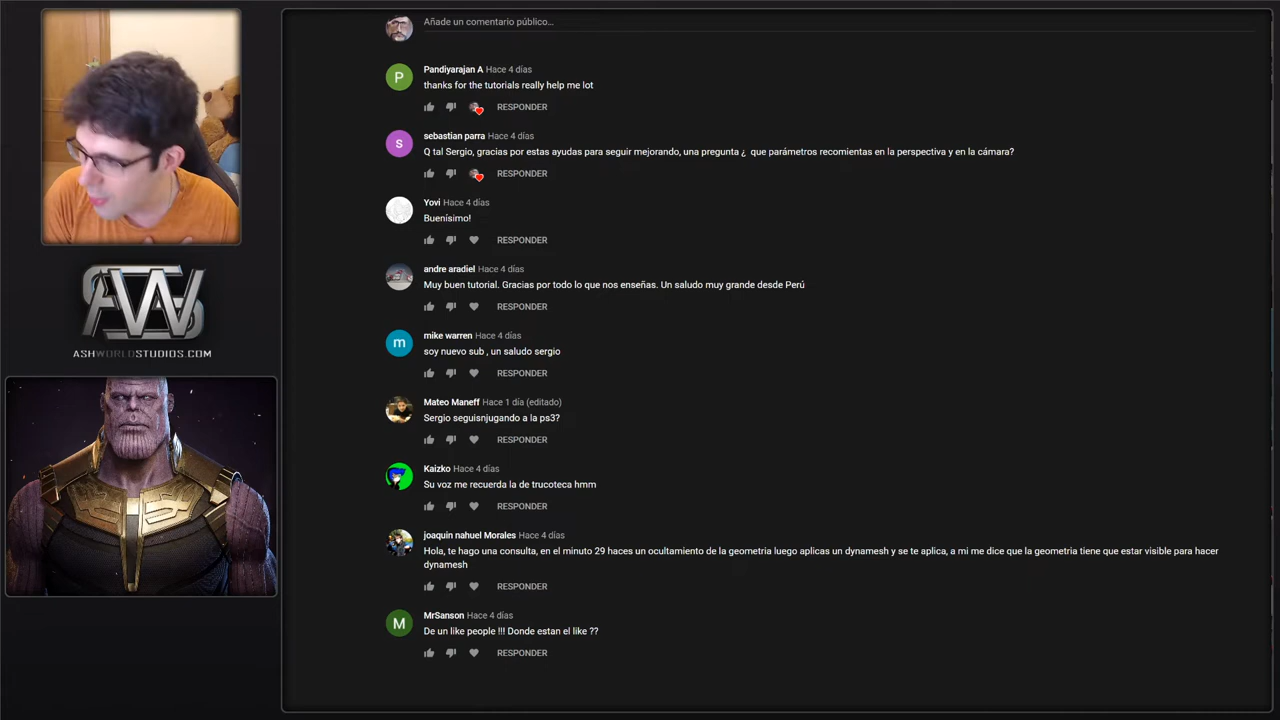 Añade un comentario público...
Pandiyarajan A Hace 4 días
thanks for the tutorials really help me lot
RESPONDER
sebastian parra Hace 4 días
Q tal Sergio, gracias por estas ayudas para seguir mejorando, una pregunta ¿ que parámetros recomientas en la perspectiva y en la cámara?
RESPONDER
Yovi Hace 4 días
Buenísimo!
RESPONDER
andre aradiel Hace 4 días
Muy buen tutorial. Gracias por todo lo que nos enseñas. Un saludo muy grande desde Perú
RESPONDER
mike warren Hace 4 días
soy nuevo sub , un saludo sergio
RESPONDER
Mateo Maneff Hace 1 día (editado)
Sergio seguisnjugando a la ps3?
RESPONDER
Kaizko Hace 4 días
Su voz me recuerda la de trucoteca hmm
RESPONDER
joaquin nahuel Morales Hace 4 días
Hola, te hago una consulta, en el minuto 29 haces un ocultamiento de la geometria luego aplicas un dynamesh y se te aplica, a mi me dice que la geometria tiene que estar visible para hacer
dynamesh
RESPONDER
MrSanson Hace 4 días
De un like people !!! Donde estan el like ??
RESPONDER
P
S
m
M
ASHWORLDSTUDIOS.COM